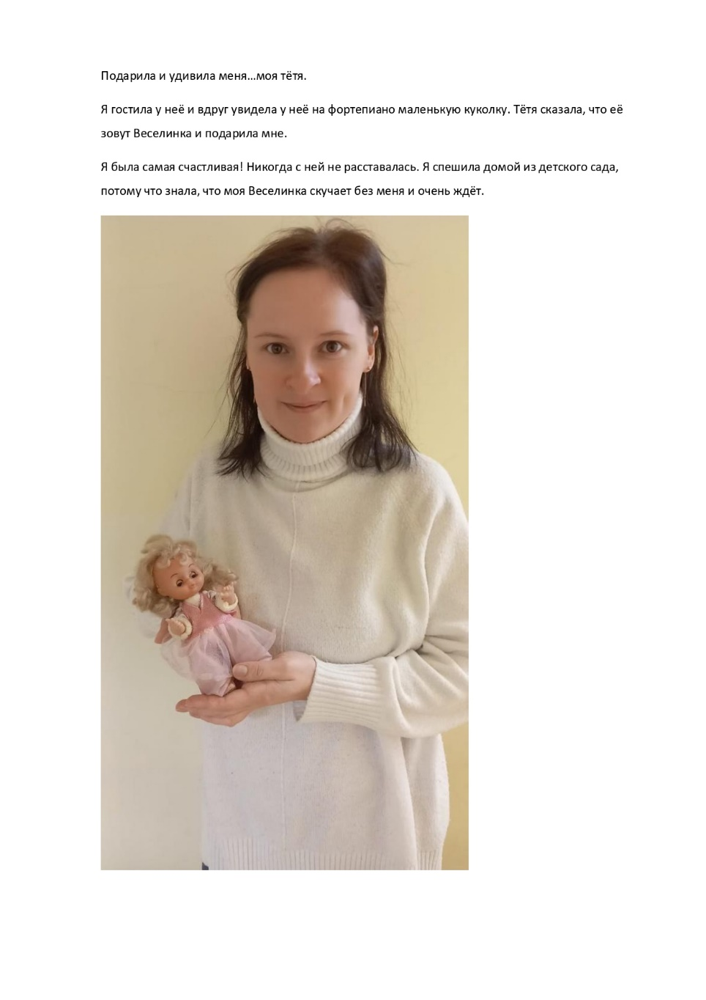 Подарила и удивила меня…моя тётя.
Я гостила у неё и вдруг увидела у неё на фортепиано маленькую куколку. Тётя сказала, что её
зовут Веселинка и подарила мне.
Я была самая счастливая! Никогда с ней не расставалась. Я спешила домой из детского сада,
потому что знала, что моя Веселинка скучает без меня и очень ждёт.